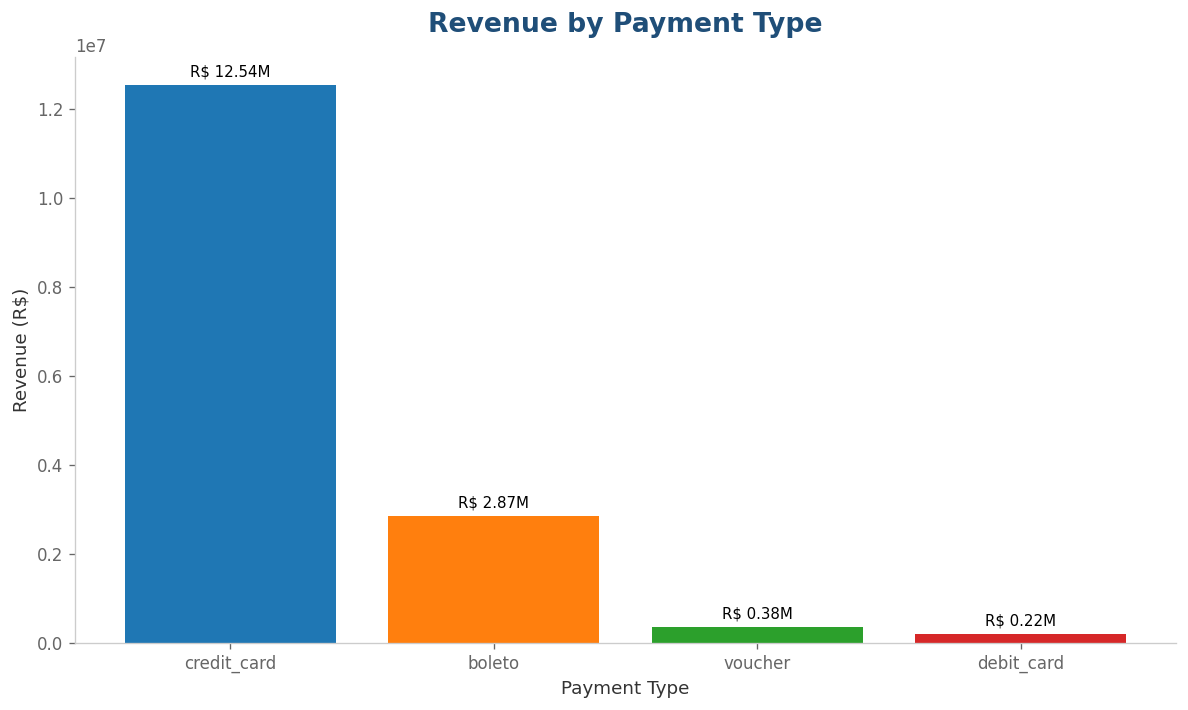 Revenue by Payment Type
1e7
R$ 12.54M
1.2
1.0
0.8
0.6
0.4
0.2
0.0
Revenue (R$)
R$ 2.87M
R$ 0.38M
R$ 0.22M
credit_card
boleto
voucher
debit_card
Payment Type